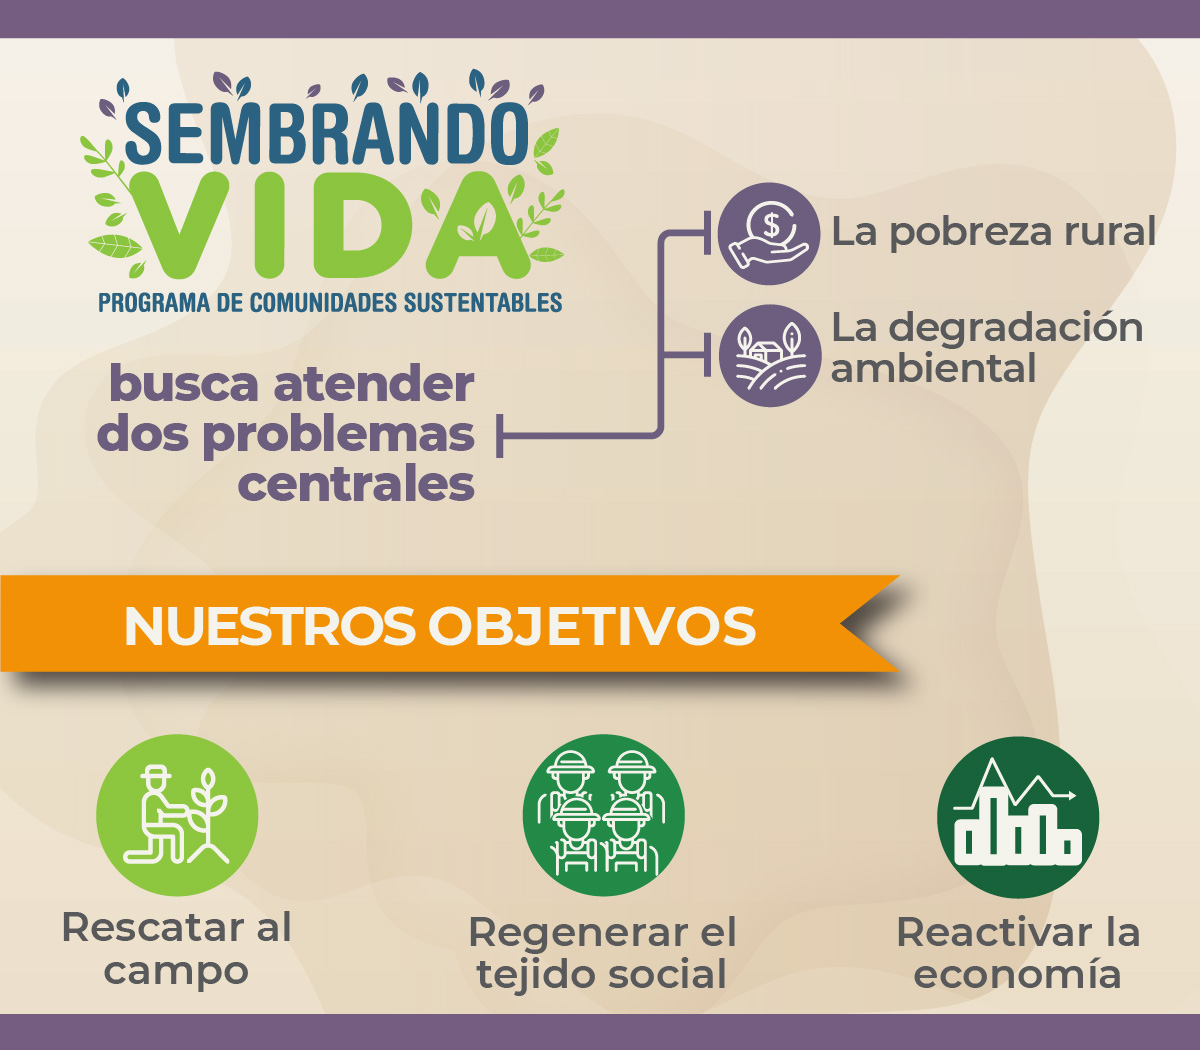 SEMBRANDO
VIDA
PROGRAMA DE COMUNIDADES SUSTENTABLES
busca atender
dos problemas
centrales
$
La pobreza rural
La degradación
ambiental
NUESTROS OBJETIVOS
Rescatar al
campo
Regenerar el
tejido social
Reactivar la
economía